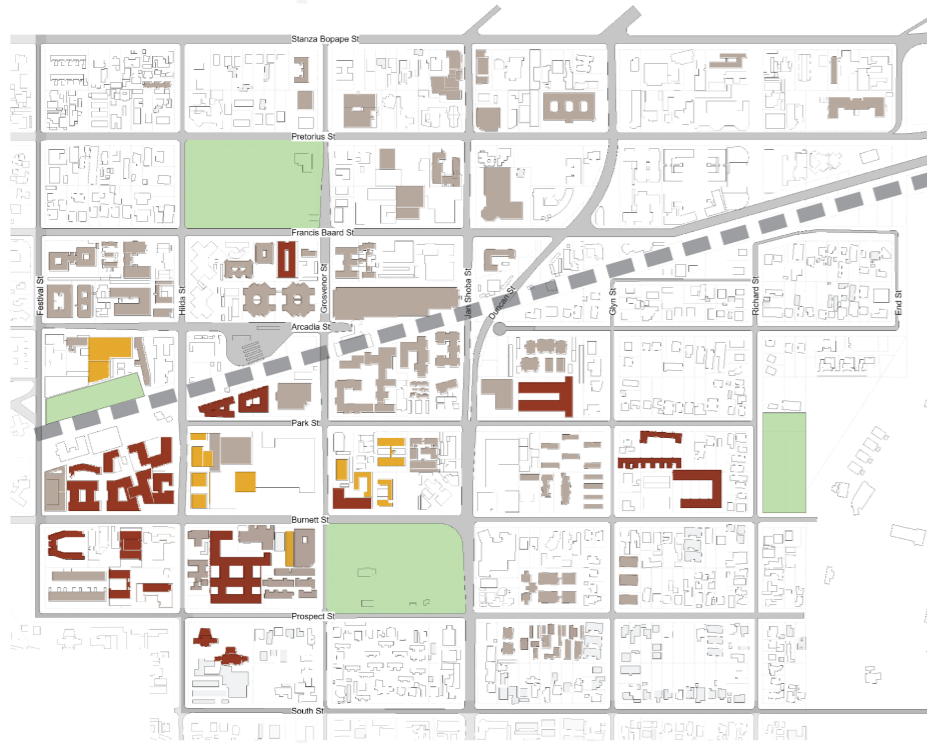 Stanza Bopape St
Pretorius St
Francis Baard St
Festival St
Hilda St
Grosvenor St
Jan Shoba St
Duncan St
Glyn St
Richard St
End St
Arcadia St
Park St
Burnett St
Prospect St
South St